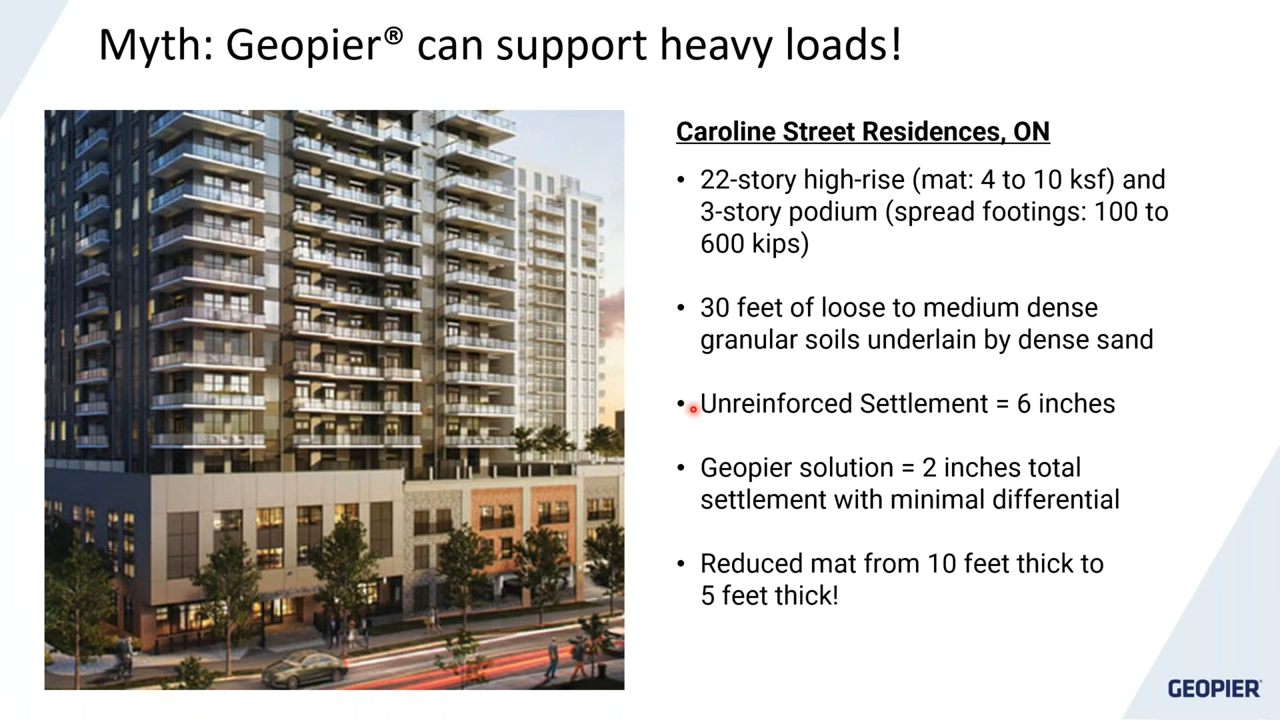 Myth: Geopier® can support heavy loads!
Caroline Street Residences, ON
• 22-story high-rise (mat: 4 to 10 ksf) and
3-story podium (spread footings: 100 to
600 kips)
• 30 feet of loose to medium dense
granular soils underlain by dense sand
• Unreinforced Settlement = 6 inches
• Geopier solution = 2 inches total
settlement with minimal differential
• Reduced mat from 10 feet thick to
5 feet thick!
GEOPIER®